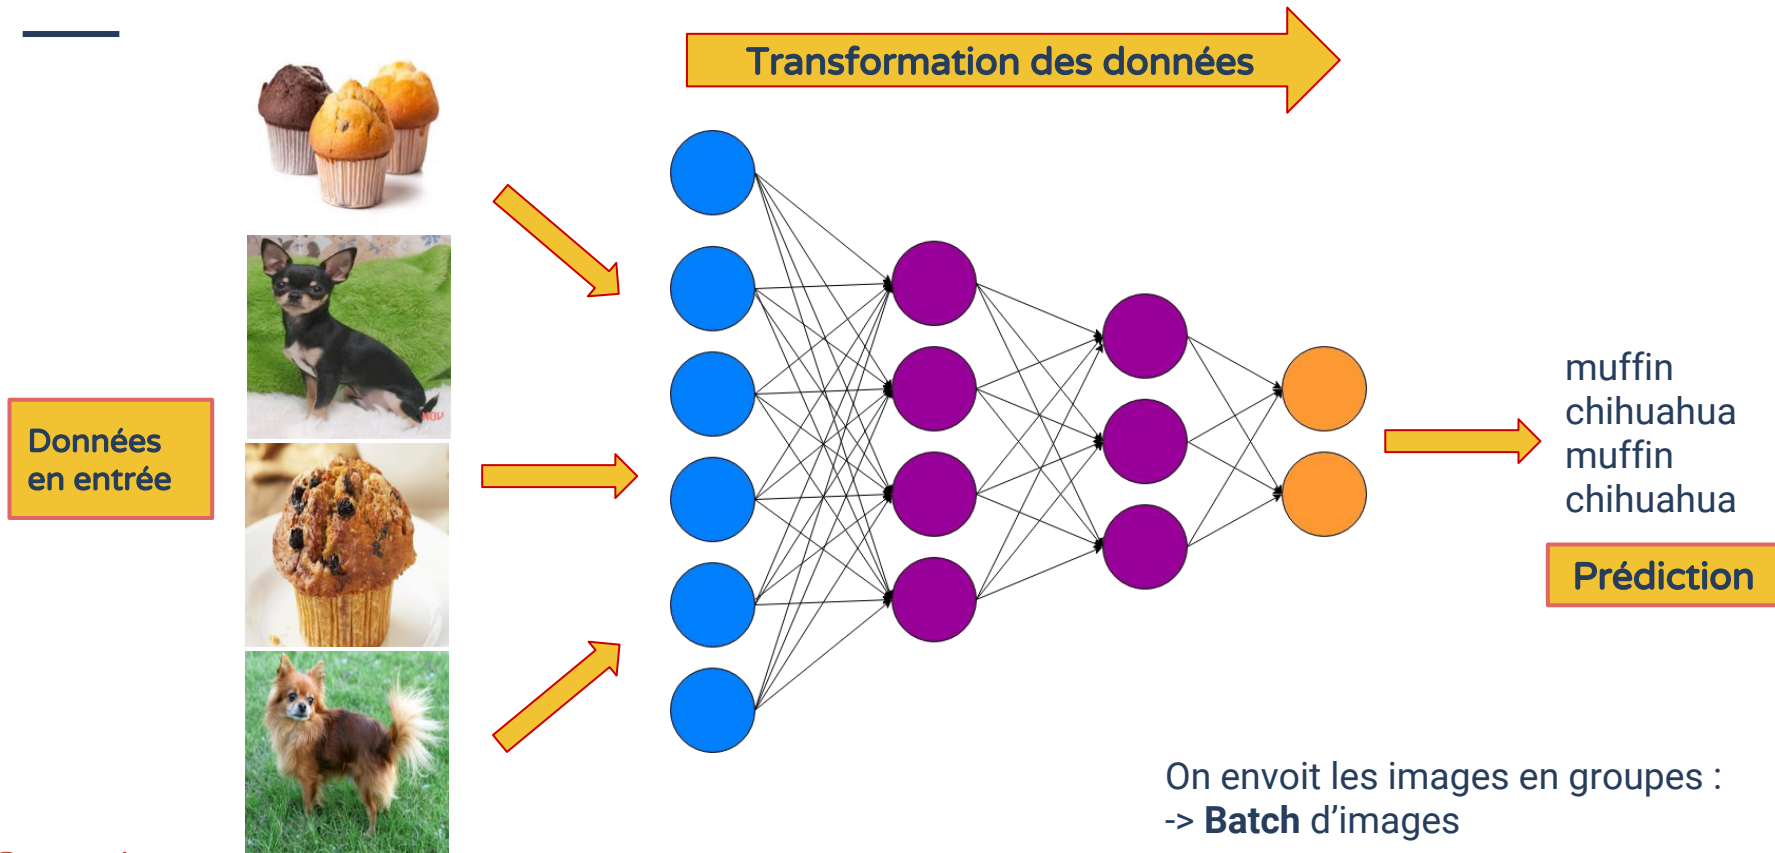 Transformation des données
Données
en entrée
muffin
chihuahua
muffin
chihuahua
Prédiction
On envoit les images en groupes :
-> Batch d'images